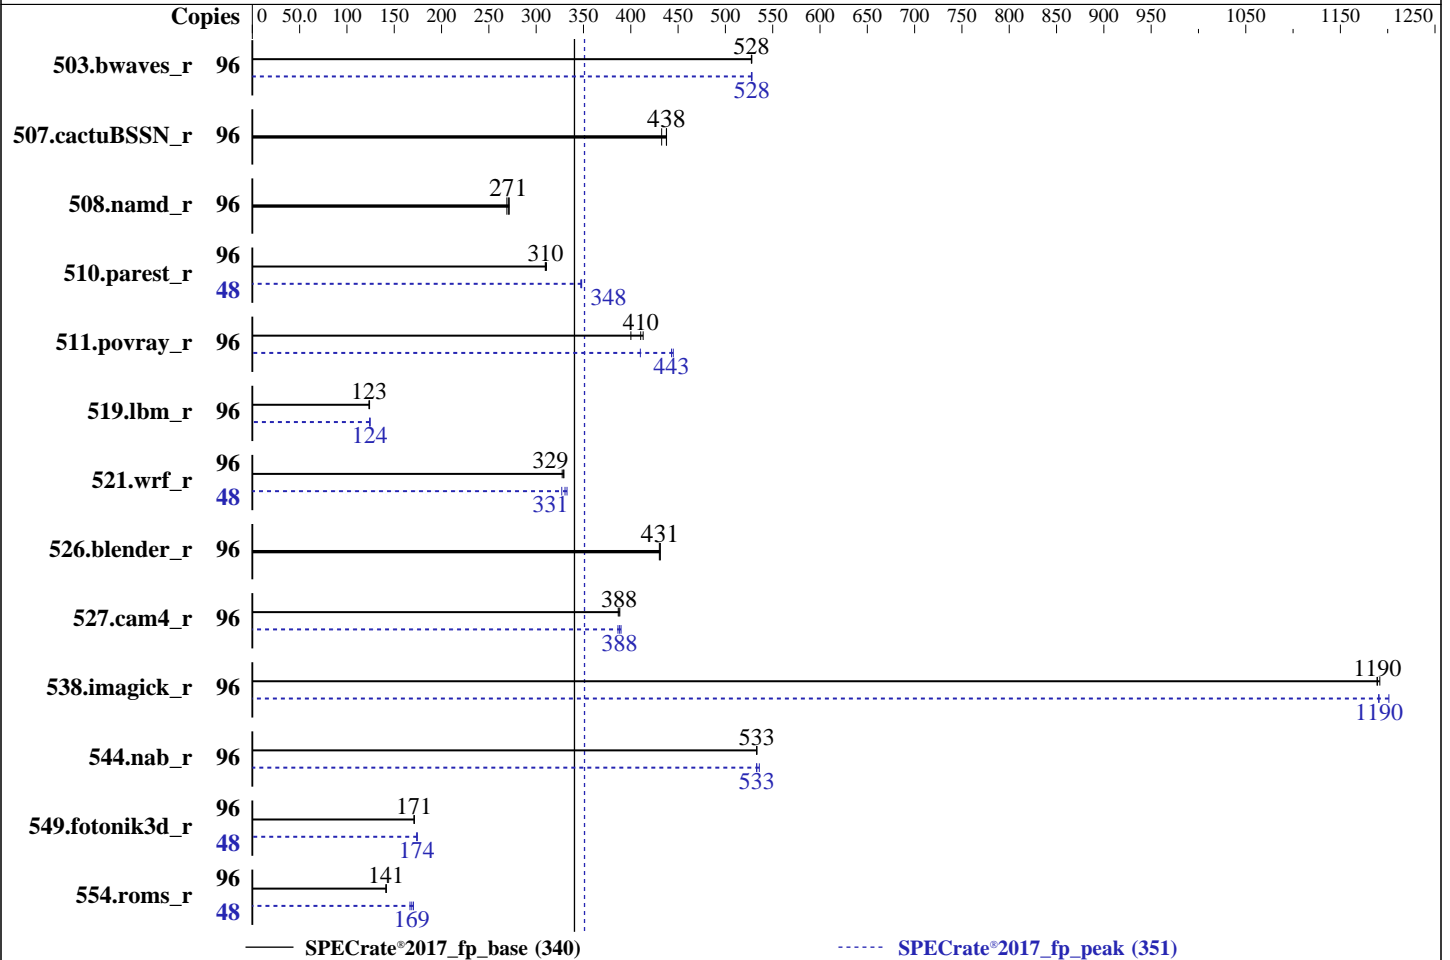 Copies 0 50.0 100 150 200 250 300 350 400 450 500 550 600 650 700 750 800 850 900 950 1050 1150 1250
528
503.bwaves_r 96
528
438
507.cactuBSSN_r 96
271
508.namd_r 96
96 310
510.parest_r
48 348
410
511.povray_r 96
443
123
519.lbm_r 96
124
96 329
521.wrf_r
48 331
431
526.blender_r 96
388
527.cam4_r 96
388
1190
538.imagick_r 96
1190
533
544.nab_r 96
533
96 171
549.fotonik3d_r
48 174
96 141
554.roms_r
48 169
SPECrate®2017_fp_base (340) SPECrate®2017_fp_peak (351)